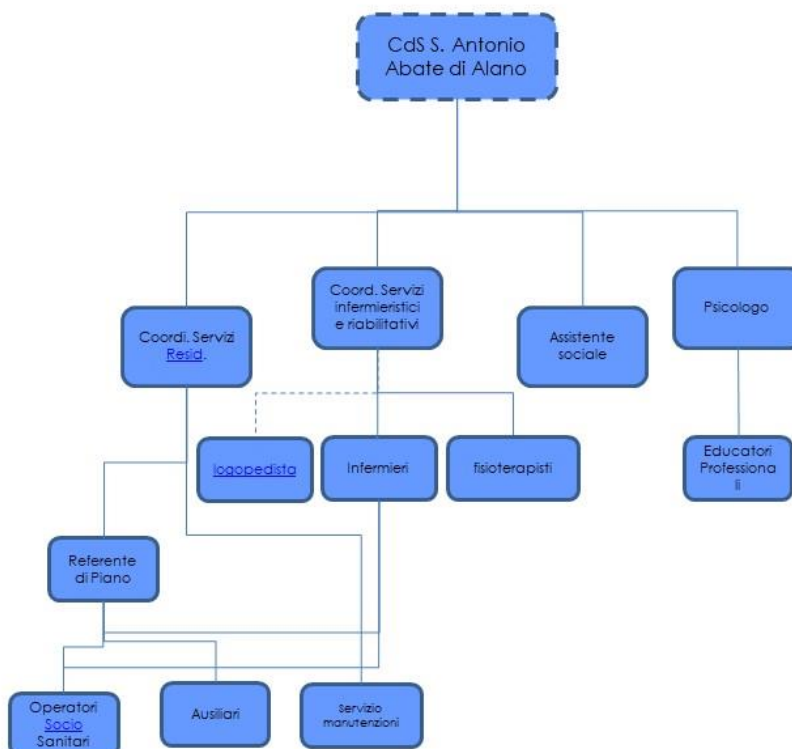 CdS S. Antonio
Abate di Alano
Coordi. Servizi
Resid.
Coord. Servizi
infermieristici
e riabilitativi
Assistente
sociale
Psicologo
logopedista
Infermieri
fisioterapisti
Educatori
Professiona
li
Referente
di Piano
Operatori
Socio
Sanitari
Ausiliari
Servizio
manutenzioni